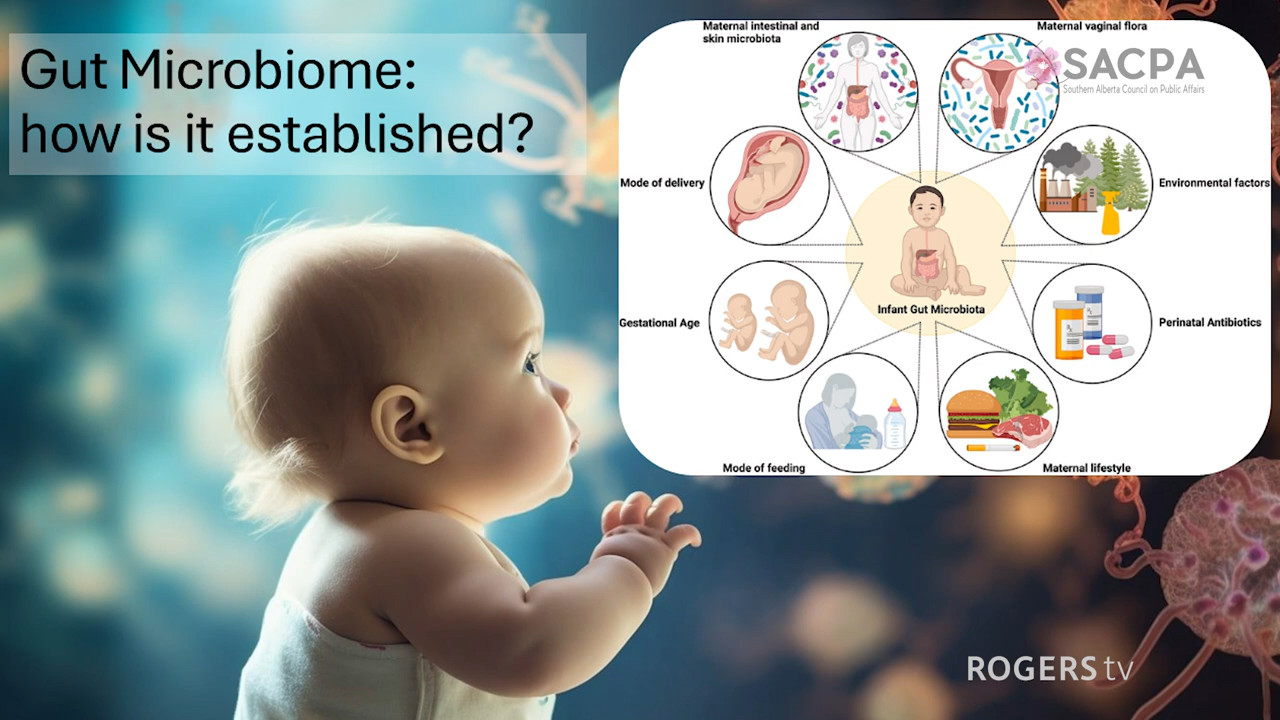 Gut Microbiome:
how is it established?
Maternal intestinal and
skin microbiota
Maternal vaginal flora
SACPA
Southern Alberta Council on Public Affairs
Mode of delivery
Environmental factors
Gestational Age
Infant Gut Microbiota
Perinatal Antibiotics
Mode of feeding
Maternal lifestyle
ROGERS tv